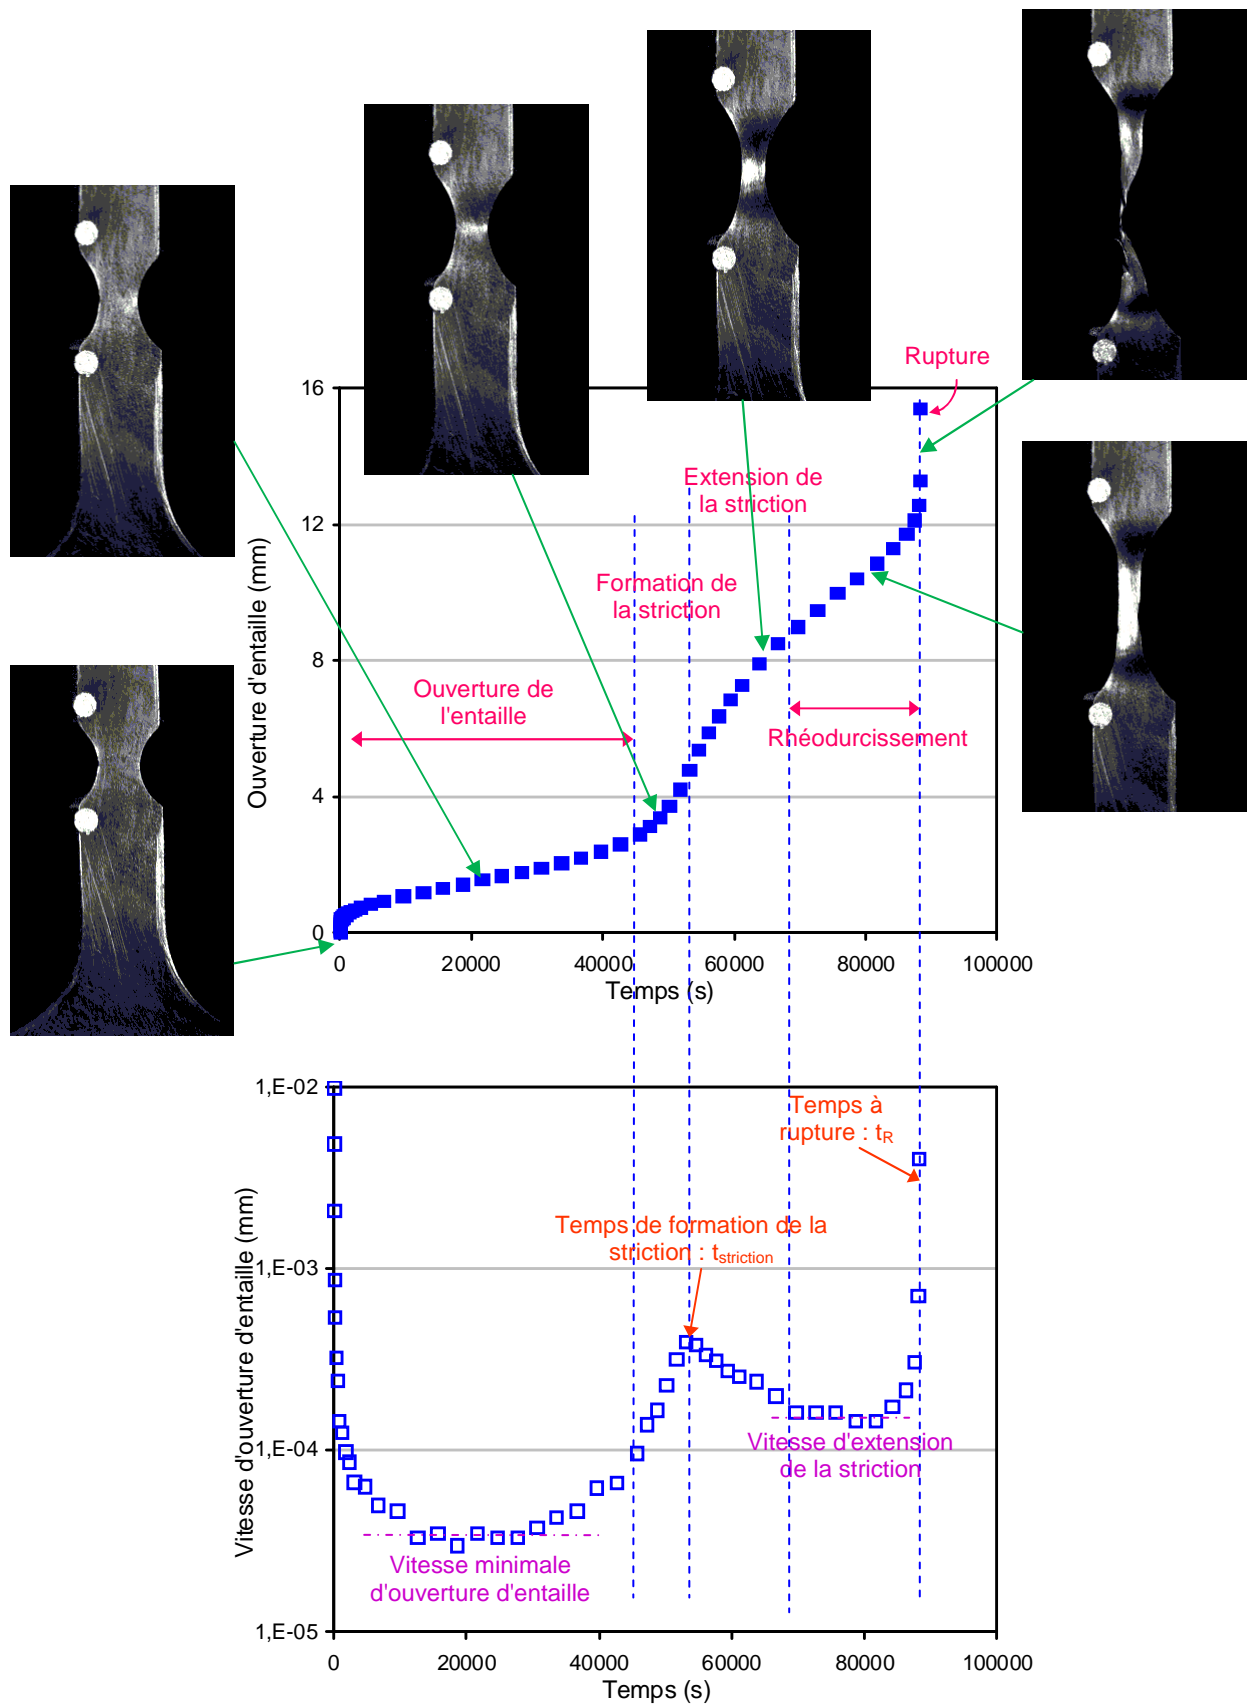 Rupture
16
Extension de
la striction
12
Formation de
la striction
Ouverture d'entaille (mm)
8
Ouverture de
l'entaille
Rhéodurcissement
4
0
0 20000 40000 60000 80000 100000
Temps (s)
1,E-02
Temps à
rupture : tR
Temps de formation de la
striction : tstriction
1,E-03
Vitesse d'ouverture d'entaille (mm)
1,E-04
Vitesse d'extension
de la striction
Vitesse minimale
d'ouverture d'entaille
1,E-05
0 20000 40000 60000 80000 100000
Temps (s)